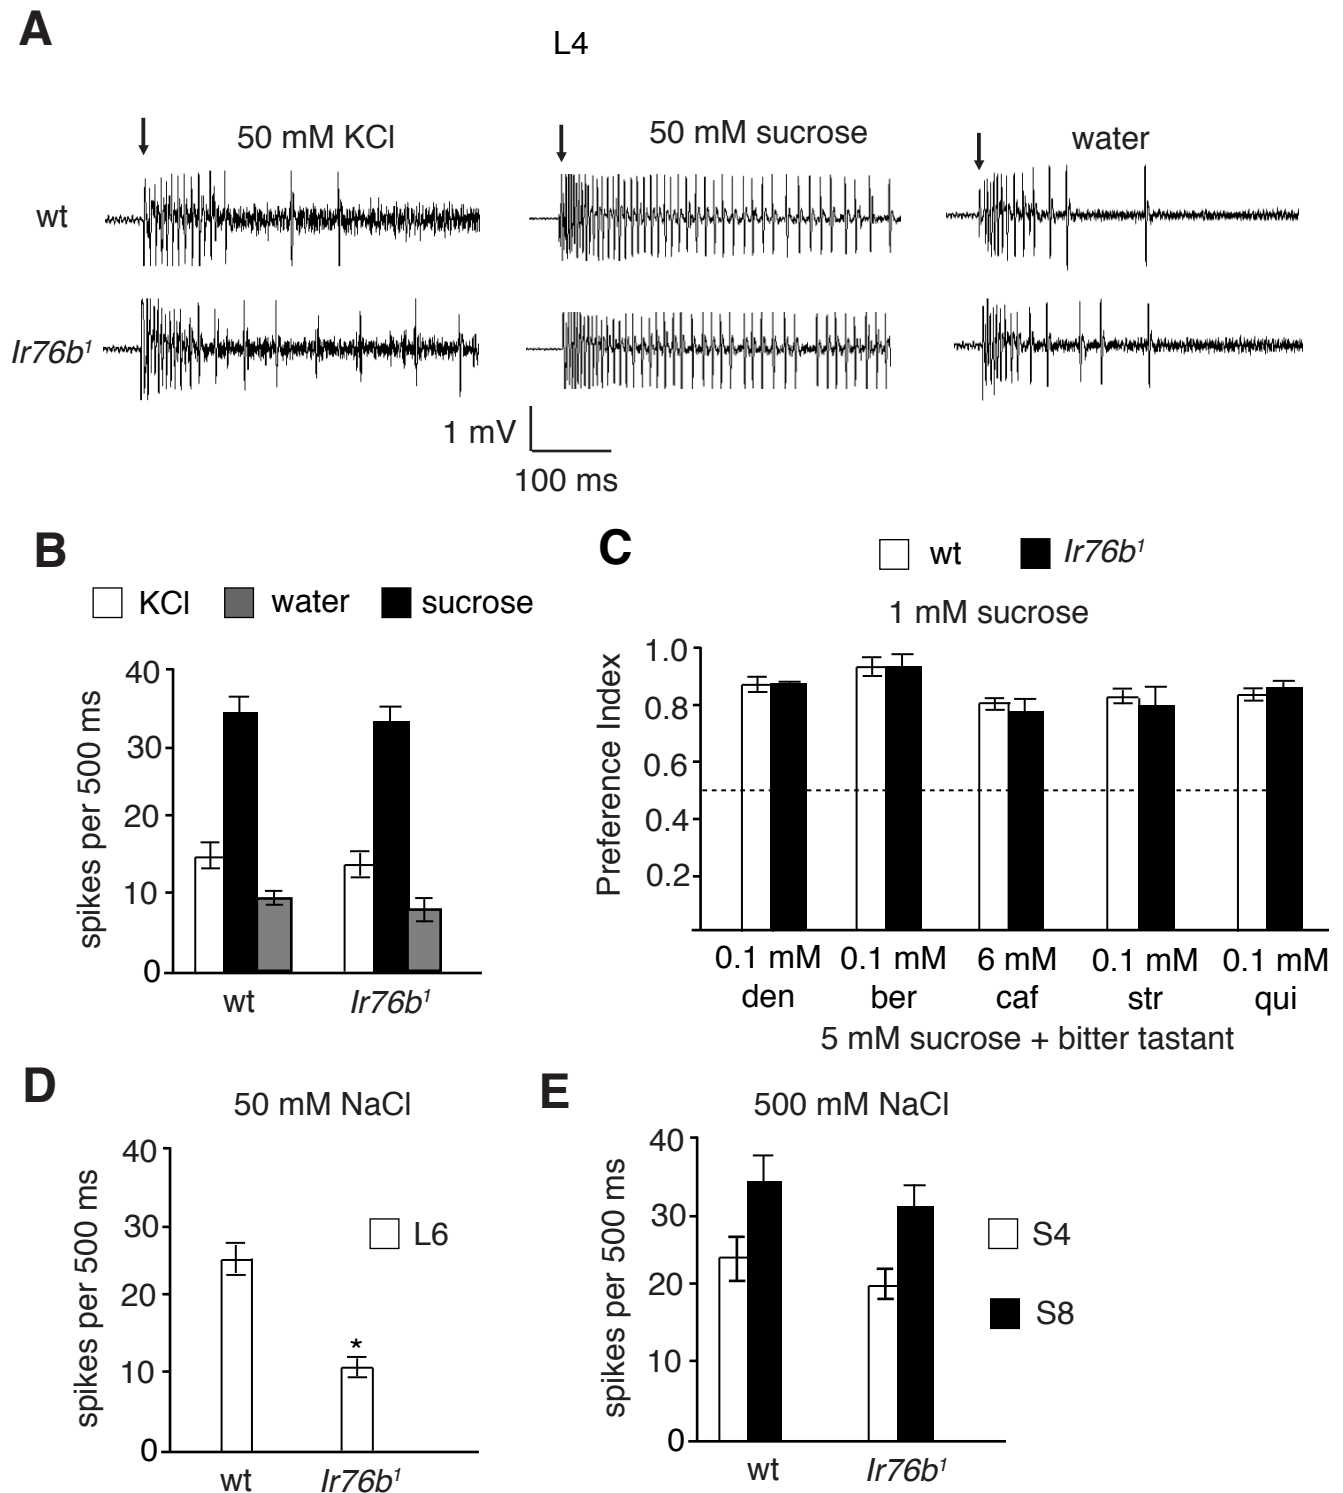 A
L4
50 mM KCl
50 mM sucrose
water
wt
Ir76b1
1 mV
100 ms
B
KCl
water
sucrose
spikes per 500 ms
40
30
20
10
0
wt
Ir76b1
C
wt
Ir76b1
1 mM sucrose
Preference Index
1.0
0.8
0.6
0.4
0.2
0.1 mM 0.1 mM 6 mM 0.1 mM 0.1 mM
den ber caf str qui
5 mM sucrose + bitter tastant
D
50 mM NaCl
spikes per 500 ms
40
30
20
10
0
L6
*
wt
Ir76b1
E
500 mM NaCl
spikes per 500 ms
40
30
20
10
0
S4
S8
wt
Ir76b1